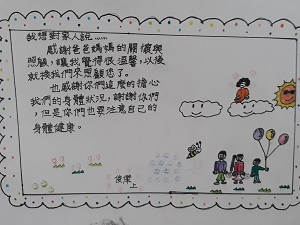 我想對家人說……
感謝爸爸媽媽的關懷與
照顧,讓我覺得很溫馨,以後
就換我們來照顧您了。
也感謝你們這麼的擔心
我們的身體狀況,謝謝你們
,但是你們也要注意自己的
身體健康。
上